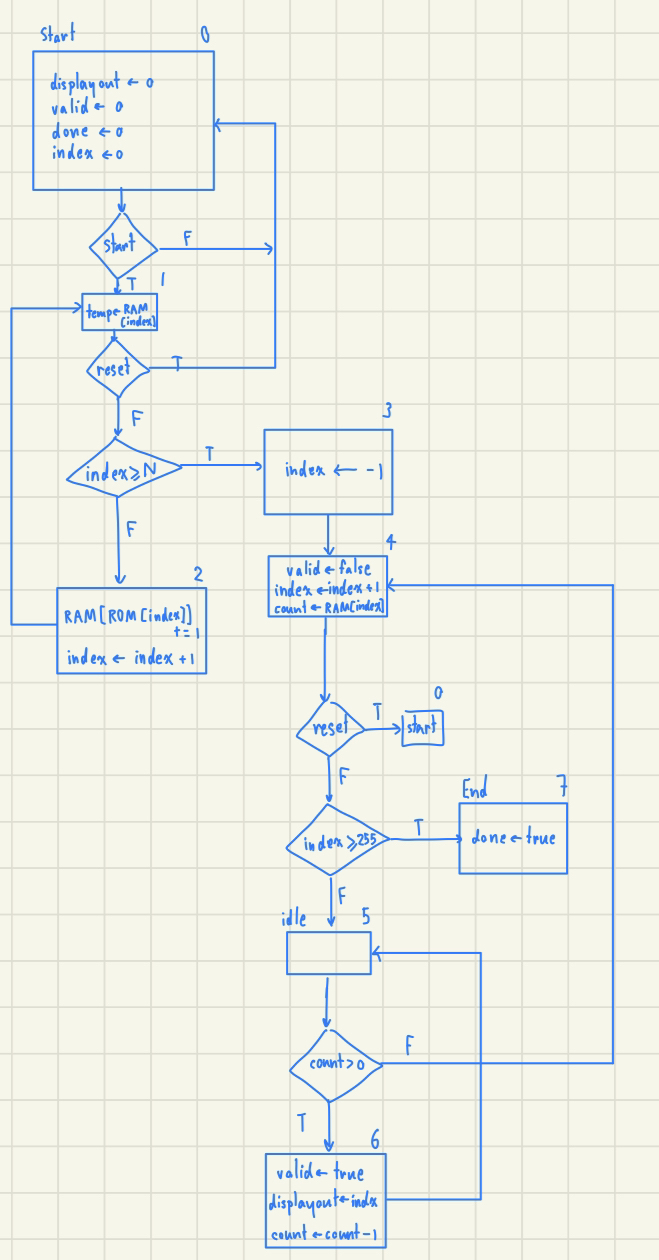 Start
0
displayout ← 0
valid ← 0
done ← 0
index ← 0
start
F
T
1
temp ← RAM
[index]
reset
T
F
index ⩾ N
T
F
3
index ← -1
2
RAM[ROM[index]]
+= 1
index ← index + 1
4
valid ← false
index ← index + 1
count ← RAM[index]
reset
T
0
start
F
index ⩾ 255
T
End
7
done ← true
F
idle
5
count > 0
F
T
6
valid ← true
displayout ← index
count ← count - 1